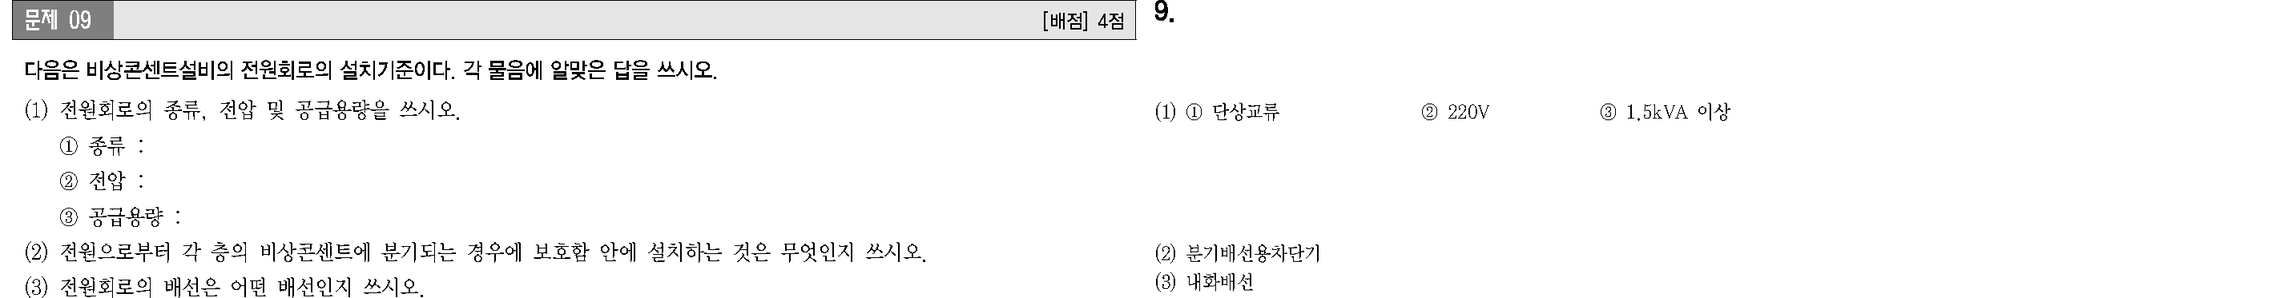 문제 09 [배점] 4점
다음은 비상콘센트설비의 전원회로의 설치기준이다. 각 물음에 알맞은 답을 쓰시오.
(1) 전원회로의 종류, 전압 및 공급용량을 쓰시오.
① 종류 :
② 전압 :
③ 공급용량 :
(2) 전원으로부터 각 층의 비상콘센트에 분기되는 경우에 보호함 안에 설치하는 것은 무엇인지 쓰시오.
(3) 전원회로의 배선은 어떤 배선인지 쓰시오.
9.
(1) ① 단상교류 ② 220V ③ 1.5kVA 이상
(2) 분기배선용차단기
(3) 내화배선